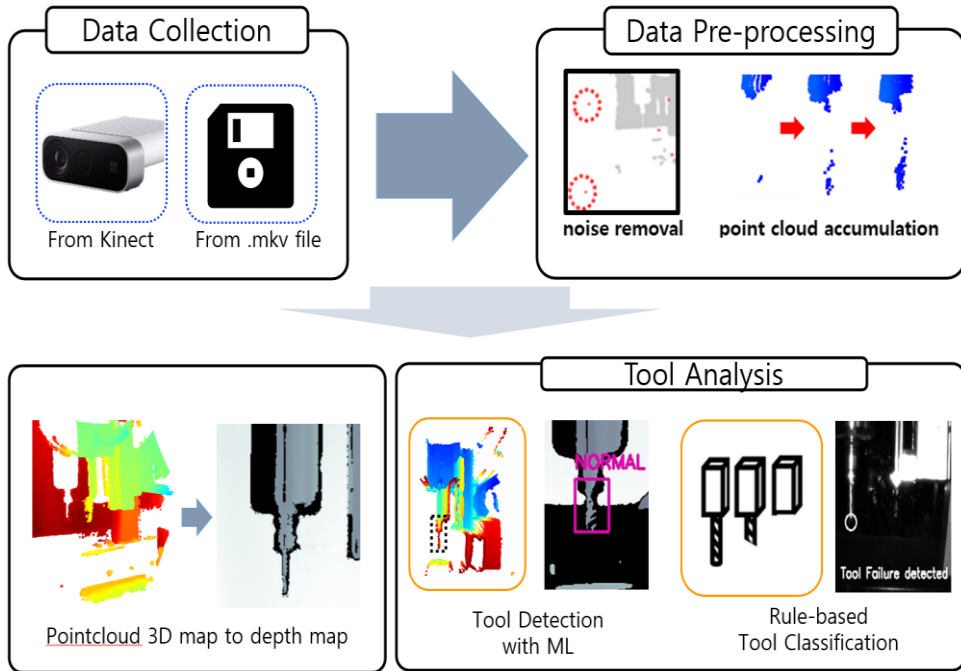 Data Collection
From Kinect
From .mkv file
Data Pre-processing
noise removal
point cloud accumulation
Pointcloud 3D map to depth map
Tool Analysis
NORMAL
Tool Detection
with ML
Tool Failure detected
Rule-based
Tool Classification